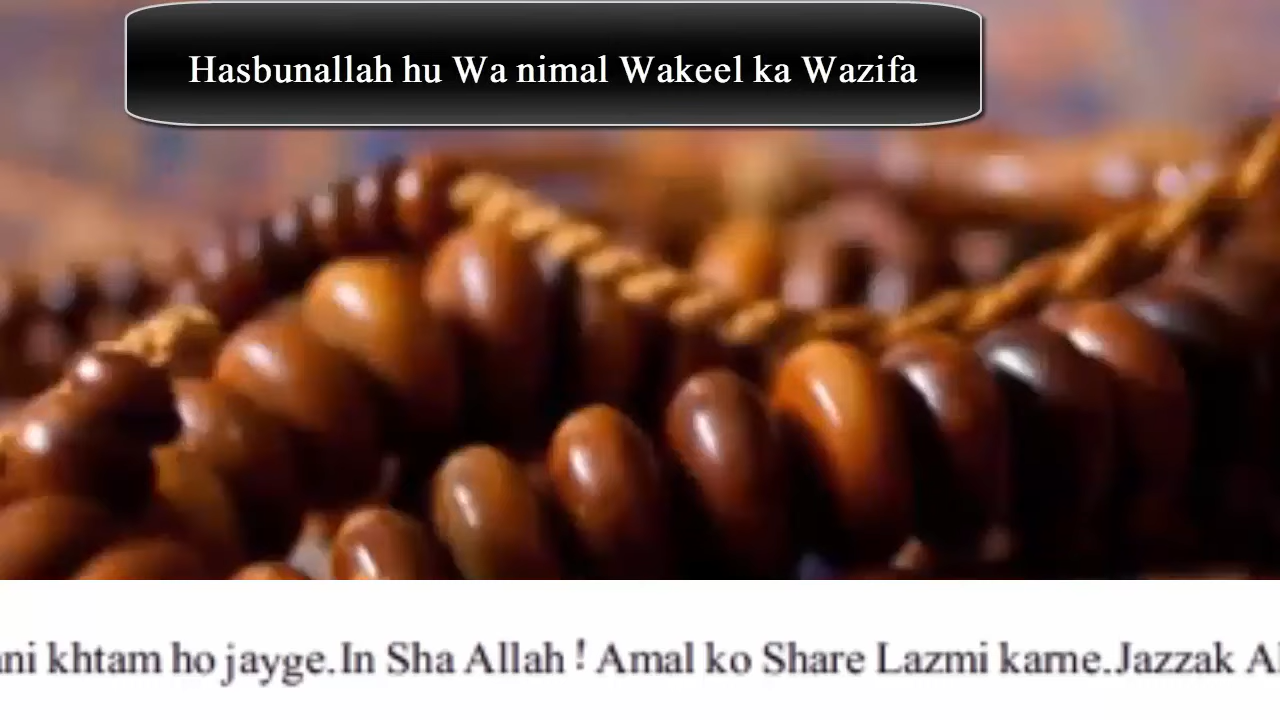 Hasbunallah hu Wa nimal Wakeel ka Wazifa
khtam ho jayge.In Sha Allah ! Amal ko Share Lazmi karne.Jazzak